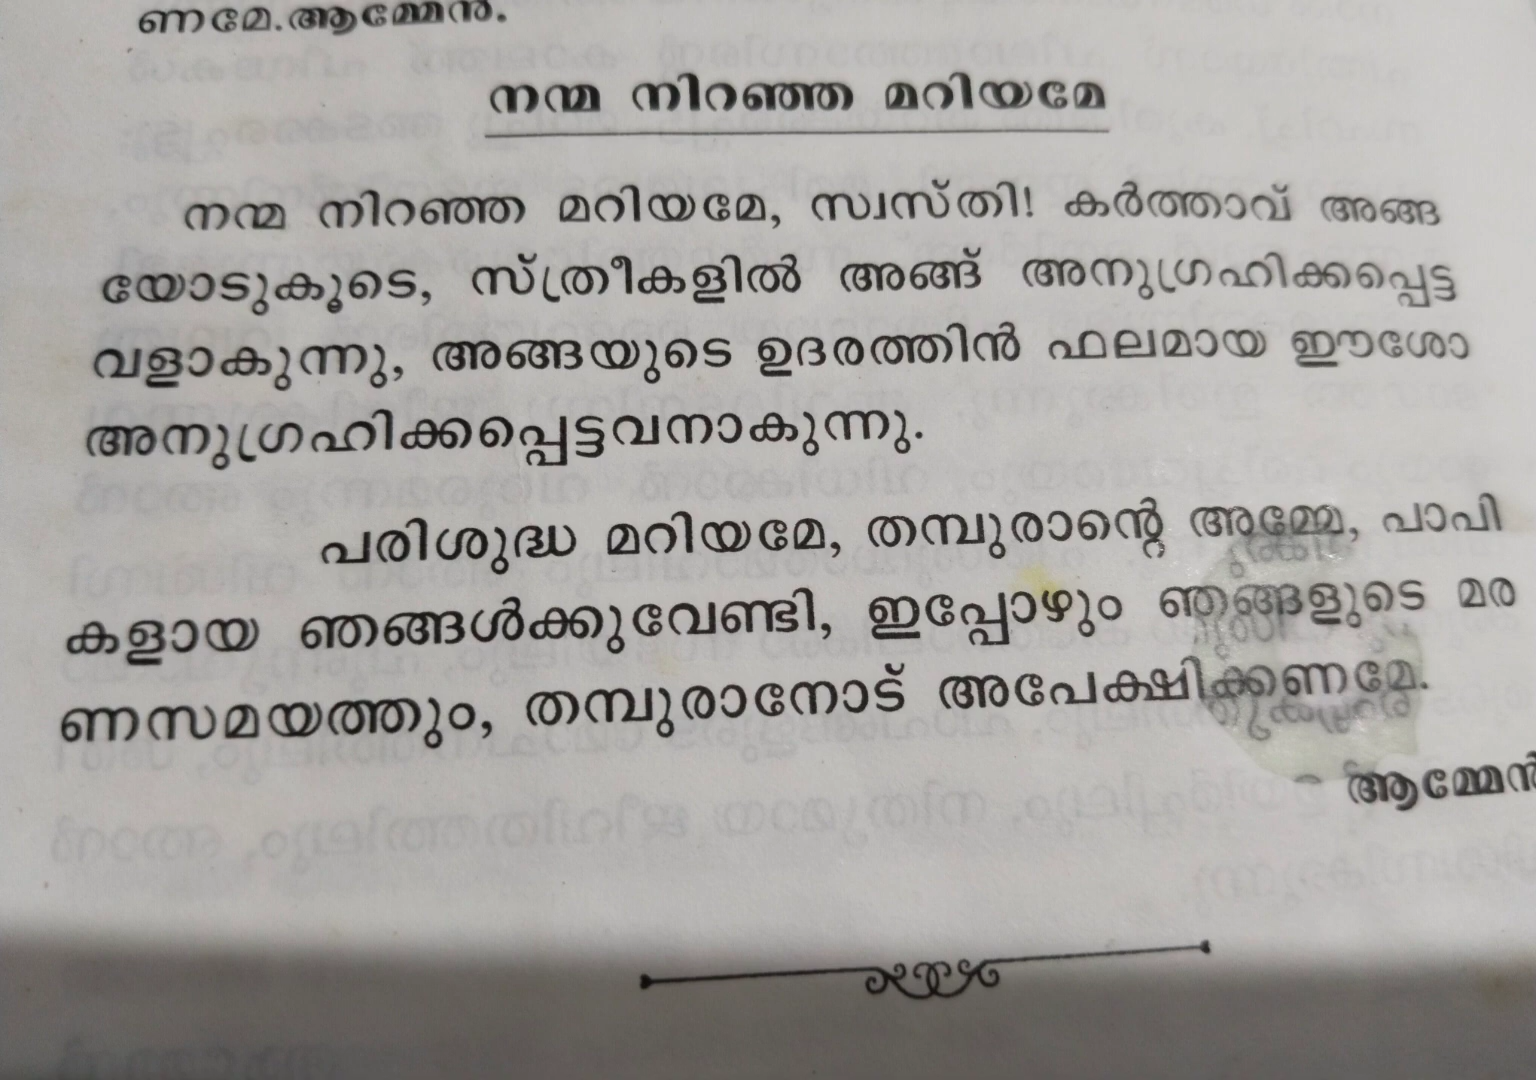 ണമേ.ആമ്മേൻ.
നന്മ നിറഞ്ഞ മറിയമേ
നന്മ നിറഞ്ഞ മറിയമേ, സ്വസ്തി! കർത്താവ് അങ്ങ
യോടുകൂടെ, സ്ത്രീകളിൽ അങ്ങ് അനുഗ്രഹിക്കപ്പെട്ട
വളാകുന്നു, അങ്ങയുടെ ഉദരത്തിൻ ഫലമായ ഈശോ
അനുഗ്രഹിക്കപ്പെട്ടവനാകുന്നു.
പരിശുദ്ധ മറിയമേ, തമ്പുരാന്റെ അമ്മേ, പാപി
കളായ ഞങ്ങൾക്കുവേണ്ടി, ഇപ്പോഴും ഞങ്ങളുടെ മര
ണസമയത്തും, തമ്പുരാനോട് അപേക്ഷിക്കണമേ.
- ആമ്മേൻ